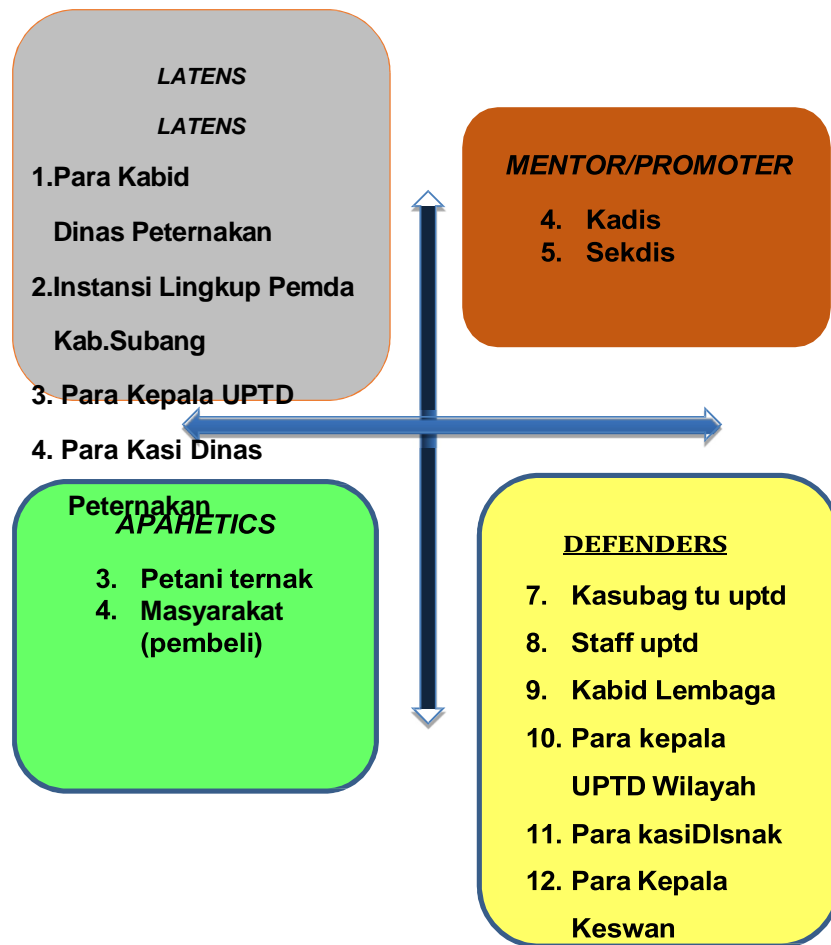 LATENS
LATENS
1.Para Kabid
Dinas Peternakan
2.Instansi Lingkup Pemda
Kab.Subang
3. Para Kepala UPTD
4. Para Kasi Dinas
Peternakan
MENTOR/PROMOTER
4. Kadis
5. Sekdis
APAHETICS
3. Petani ternak
4. Masyarakat
(pembeli)
DEFENDERS
7. Kasubag tu uptd
8. Staff uptd
9. Kabid Lembaga
10. Para kepala
UPTD Wilayah
11. Para kasiDIsnak
12. Para Kepala
Keswan